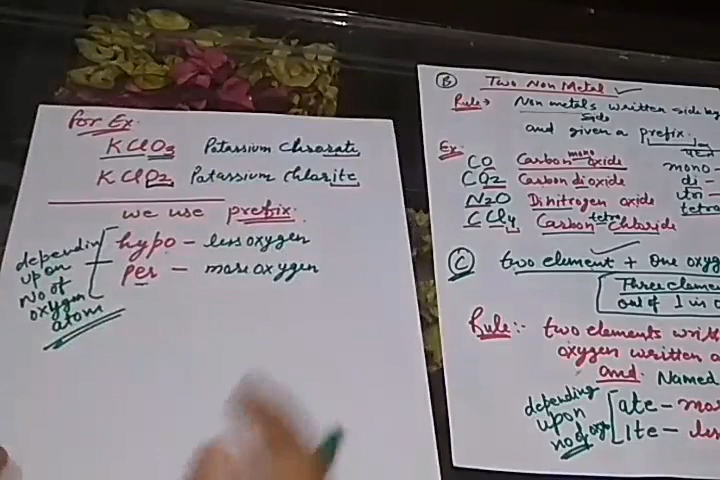 For Ex.
KClO3 Potassium Chrorate
KClO2 Potassium Chlorite
we use prefix.
depending upon No of oxygen atom
hypo - less oxygen
per - more oxygen
B Two Non Metal
Rule → Non metals written side by
side
and given a prefix.
Ex
CO Carbon mono oxide
CO2 Carbon dioxide
N2O Dinitrogen oxide
CCl4 Carbon tetra chloride
mono-
di -
tri -
tetra
C two element + one oxyg
Three eleme
out of 1 is o
Rule:- two elements writ
oxygen written a
and. Named
depending
upon
no of oxy
ate - mor
ite - les